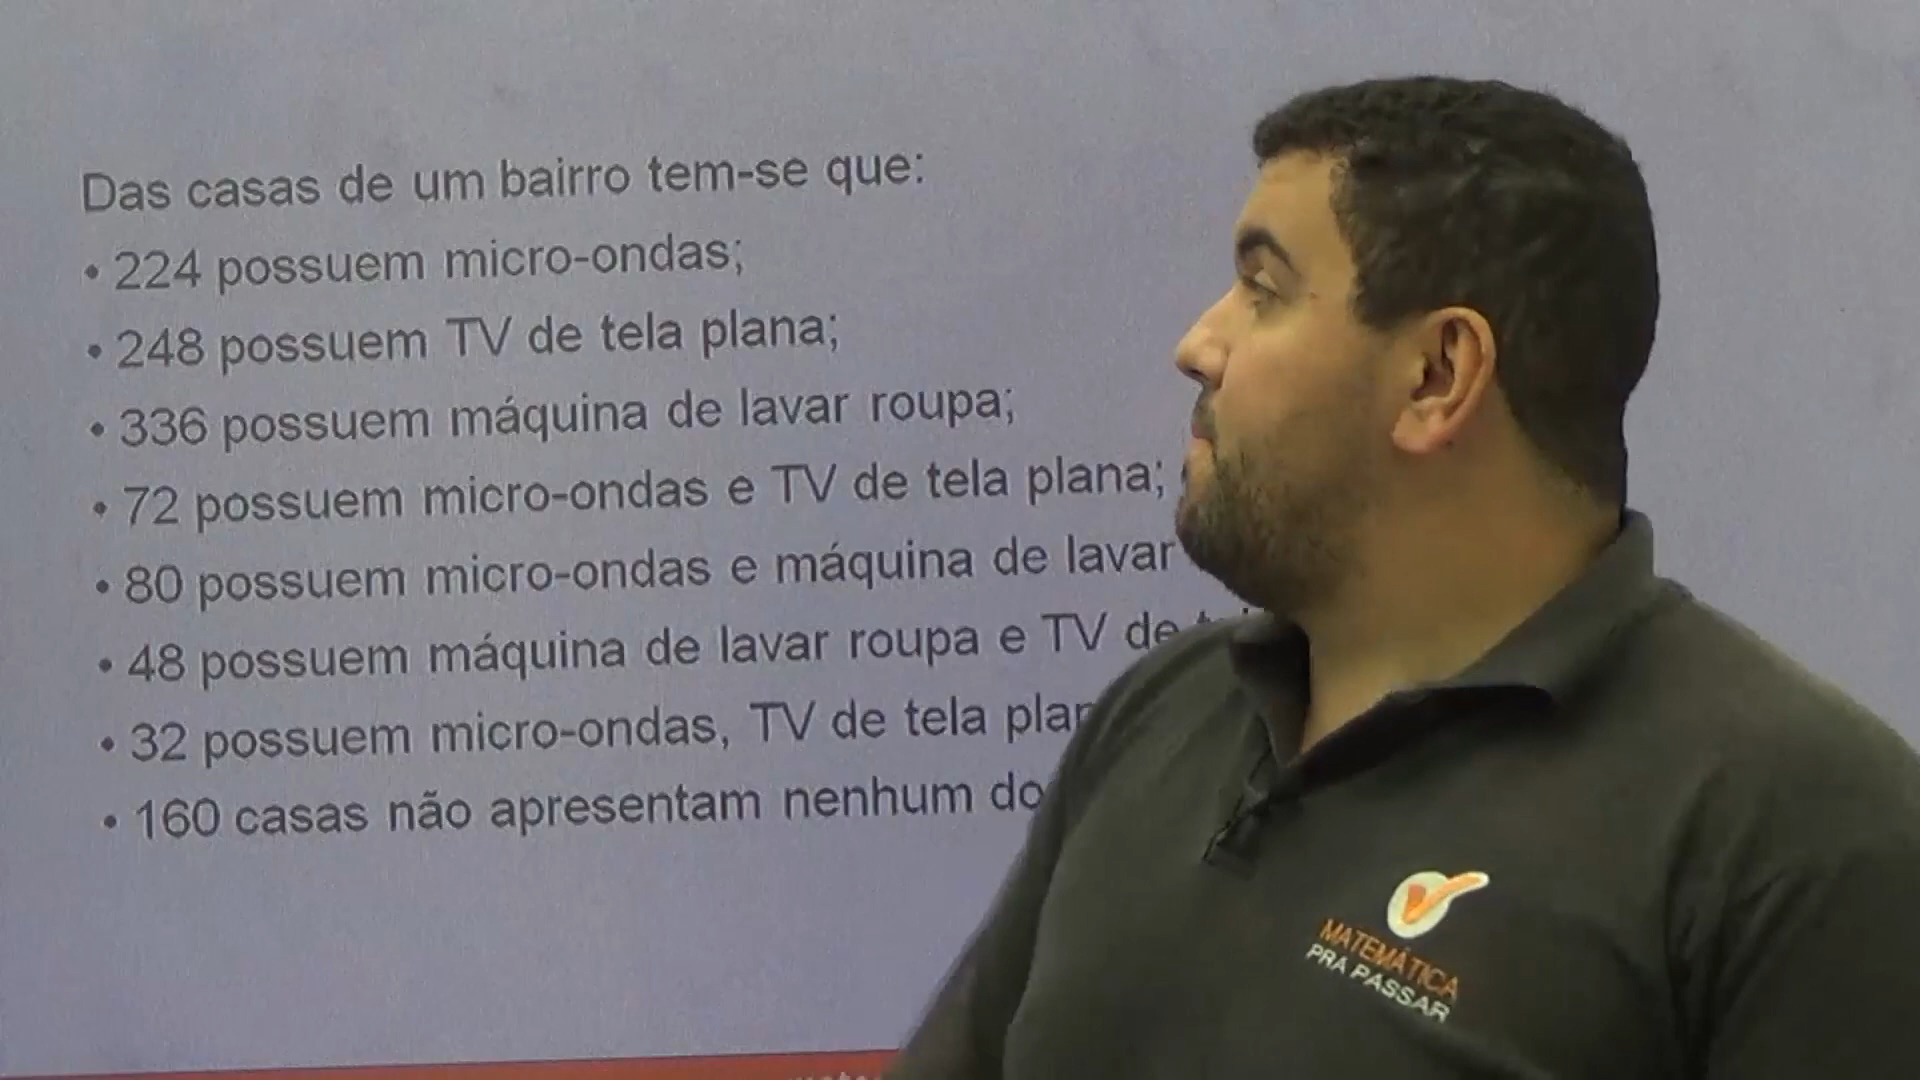 Das casas de um bairro tem-se que:
• 224 possuem micro-ondas;
• 248 possuem TV de tela plana;
• 336 possuem máquina de lavar roupa;
• 72 possuem micro-ondas e TV de tela plana;
• 80 possuem micro-ondas e máquina de lavar
• 48 possuem máquina de lavar roupa e TV de
• 32 possuem micro-ondas, TV de tela
• 160 casas não apresentam nenhum
MATEMÁTICA
PRA PASSAR